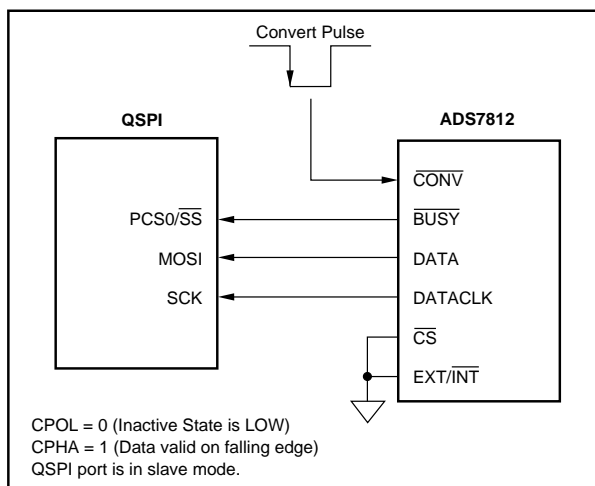 Convert Pulse
QSPI
ADS7812
CONV
PCS0/SS
BUSY
MOSI
DATA
SCK
DATACLK
CS
EXT/INT
CPOL = 0 (Inactive State is LOW)
CPHA = 1 (Data valid on falling edge)
QSPI port is in slave mode.